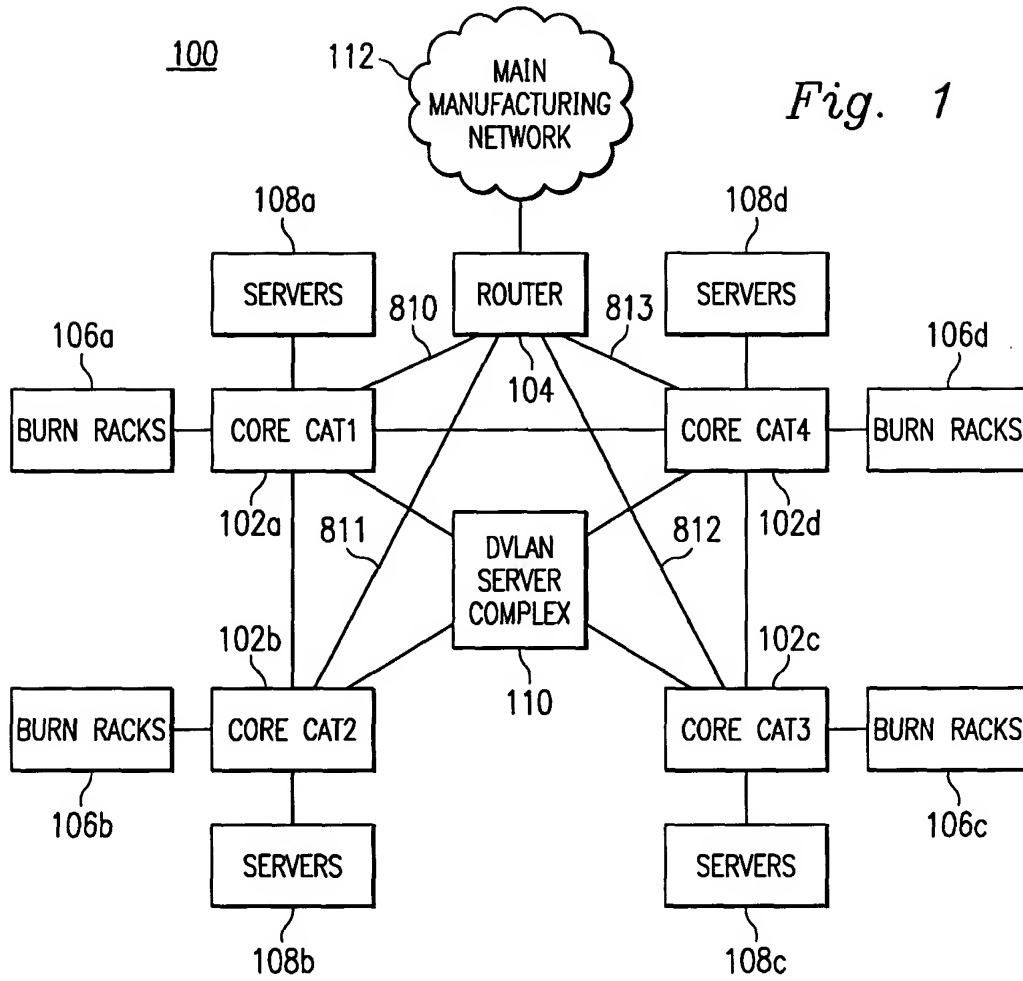 100
112
MAIN
MANUFACTURING
NETWORK
Fig. 1
108a
108d
SERVERS
ROUTER
SERVERS
810
813
106a
106d
104
BURN RACKS
CORE CAT1
CORE CAT4
BURN RACKS
102a
811
812
102d
DVLAN
SERVER
COMPLEX
102b
102c
110
BURN RACKS
CORE CAT2
CORE CAT3
BURN RACKS
106b
106c
SERVERS
SERVERS
108b
108c